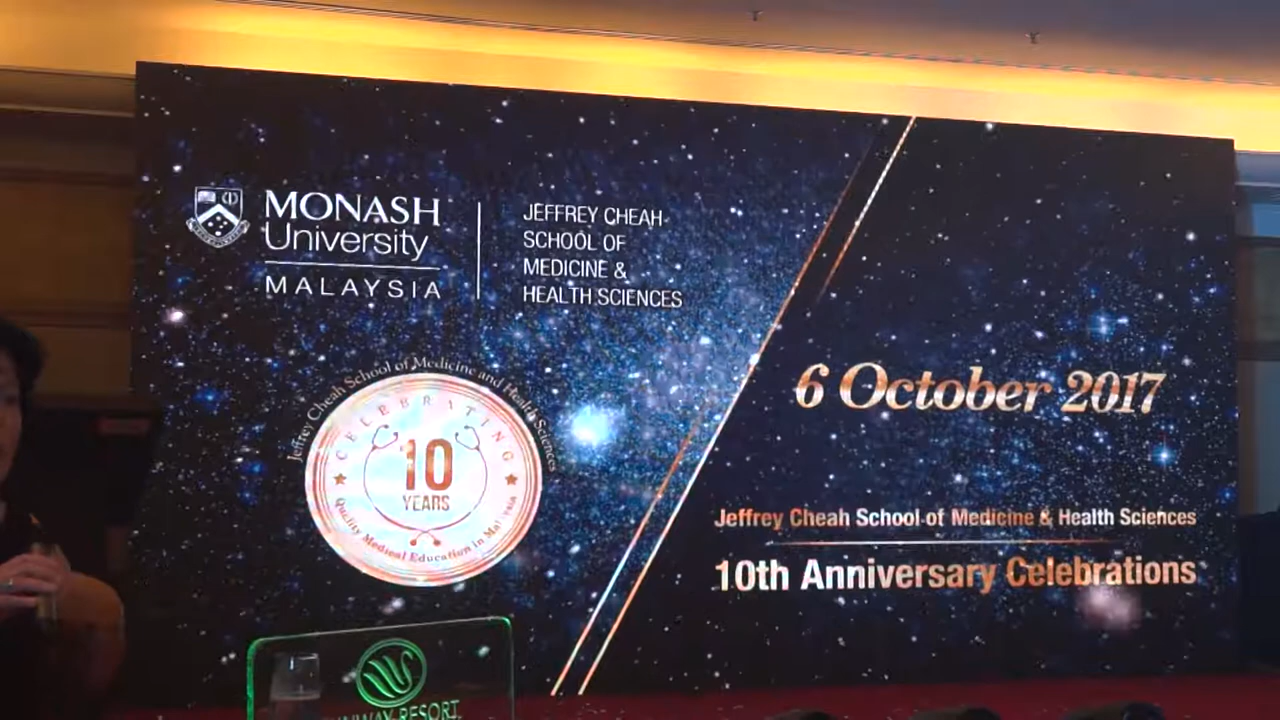 MONASH
University
MALAYSIA
JEFFREY CHEAH
SCHOOL OF
MEDICINE &
HEALTH SCIENCES
Jeffrey Cheah School of Medicine and Health Sciences
CELEBRATING
10
YEARS
Quality Medical Education in Malaysia
6 October 2017
Jeffrey Cheah School of Medicine & Health Sciences
10th Anniversary Celebrations
RESORT